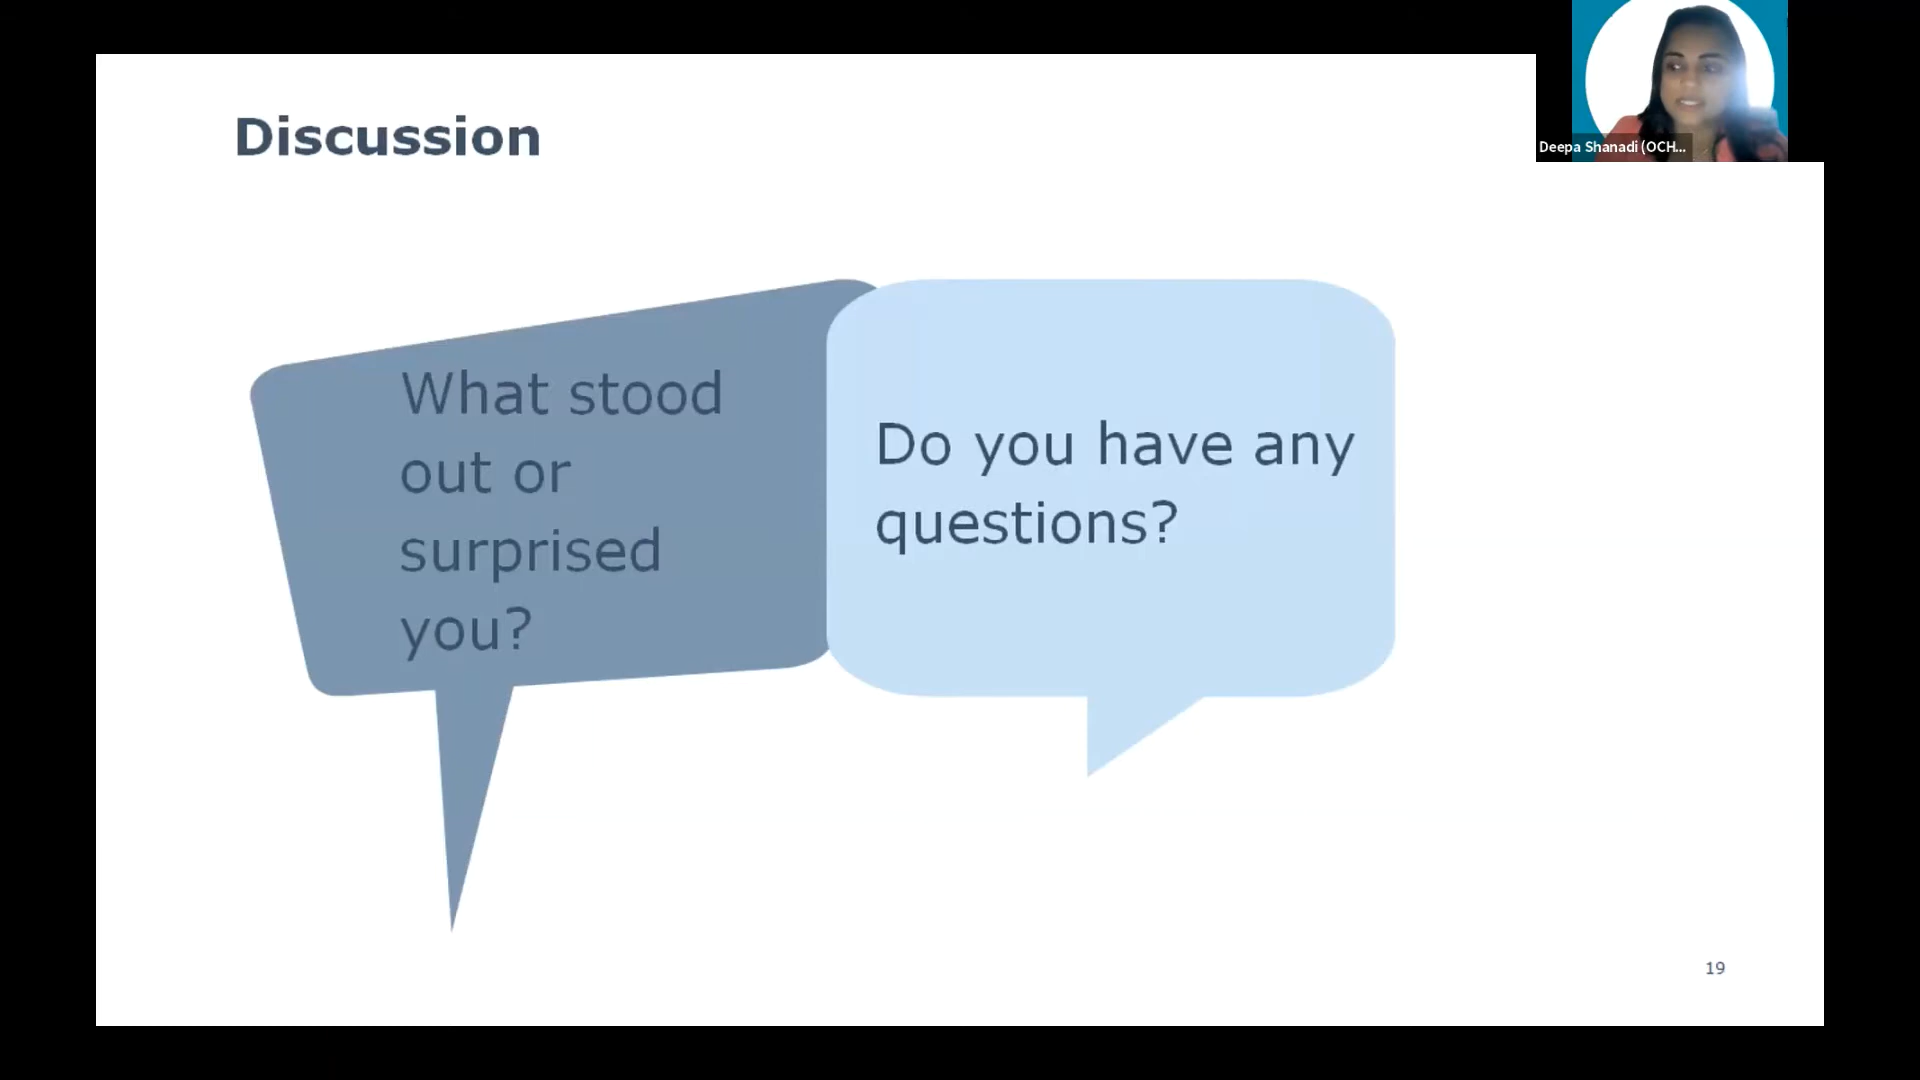 Discussion
What stood
out or
surprised
you?
Do you have any
questions?
Deepa Shanadi (OCH...
19